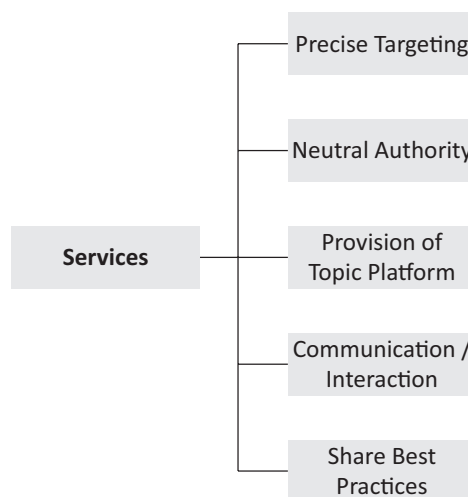 Precise Targeting
Neutral Authority
Services
Provision of
Topic Platform
Communication /
Interaction
Share Best
Practices